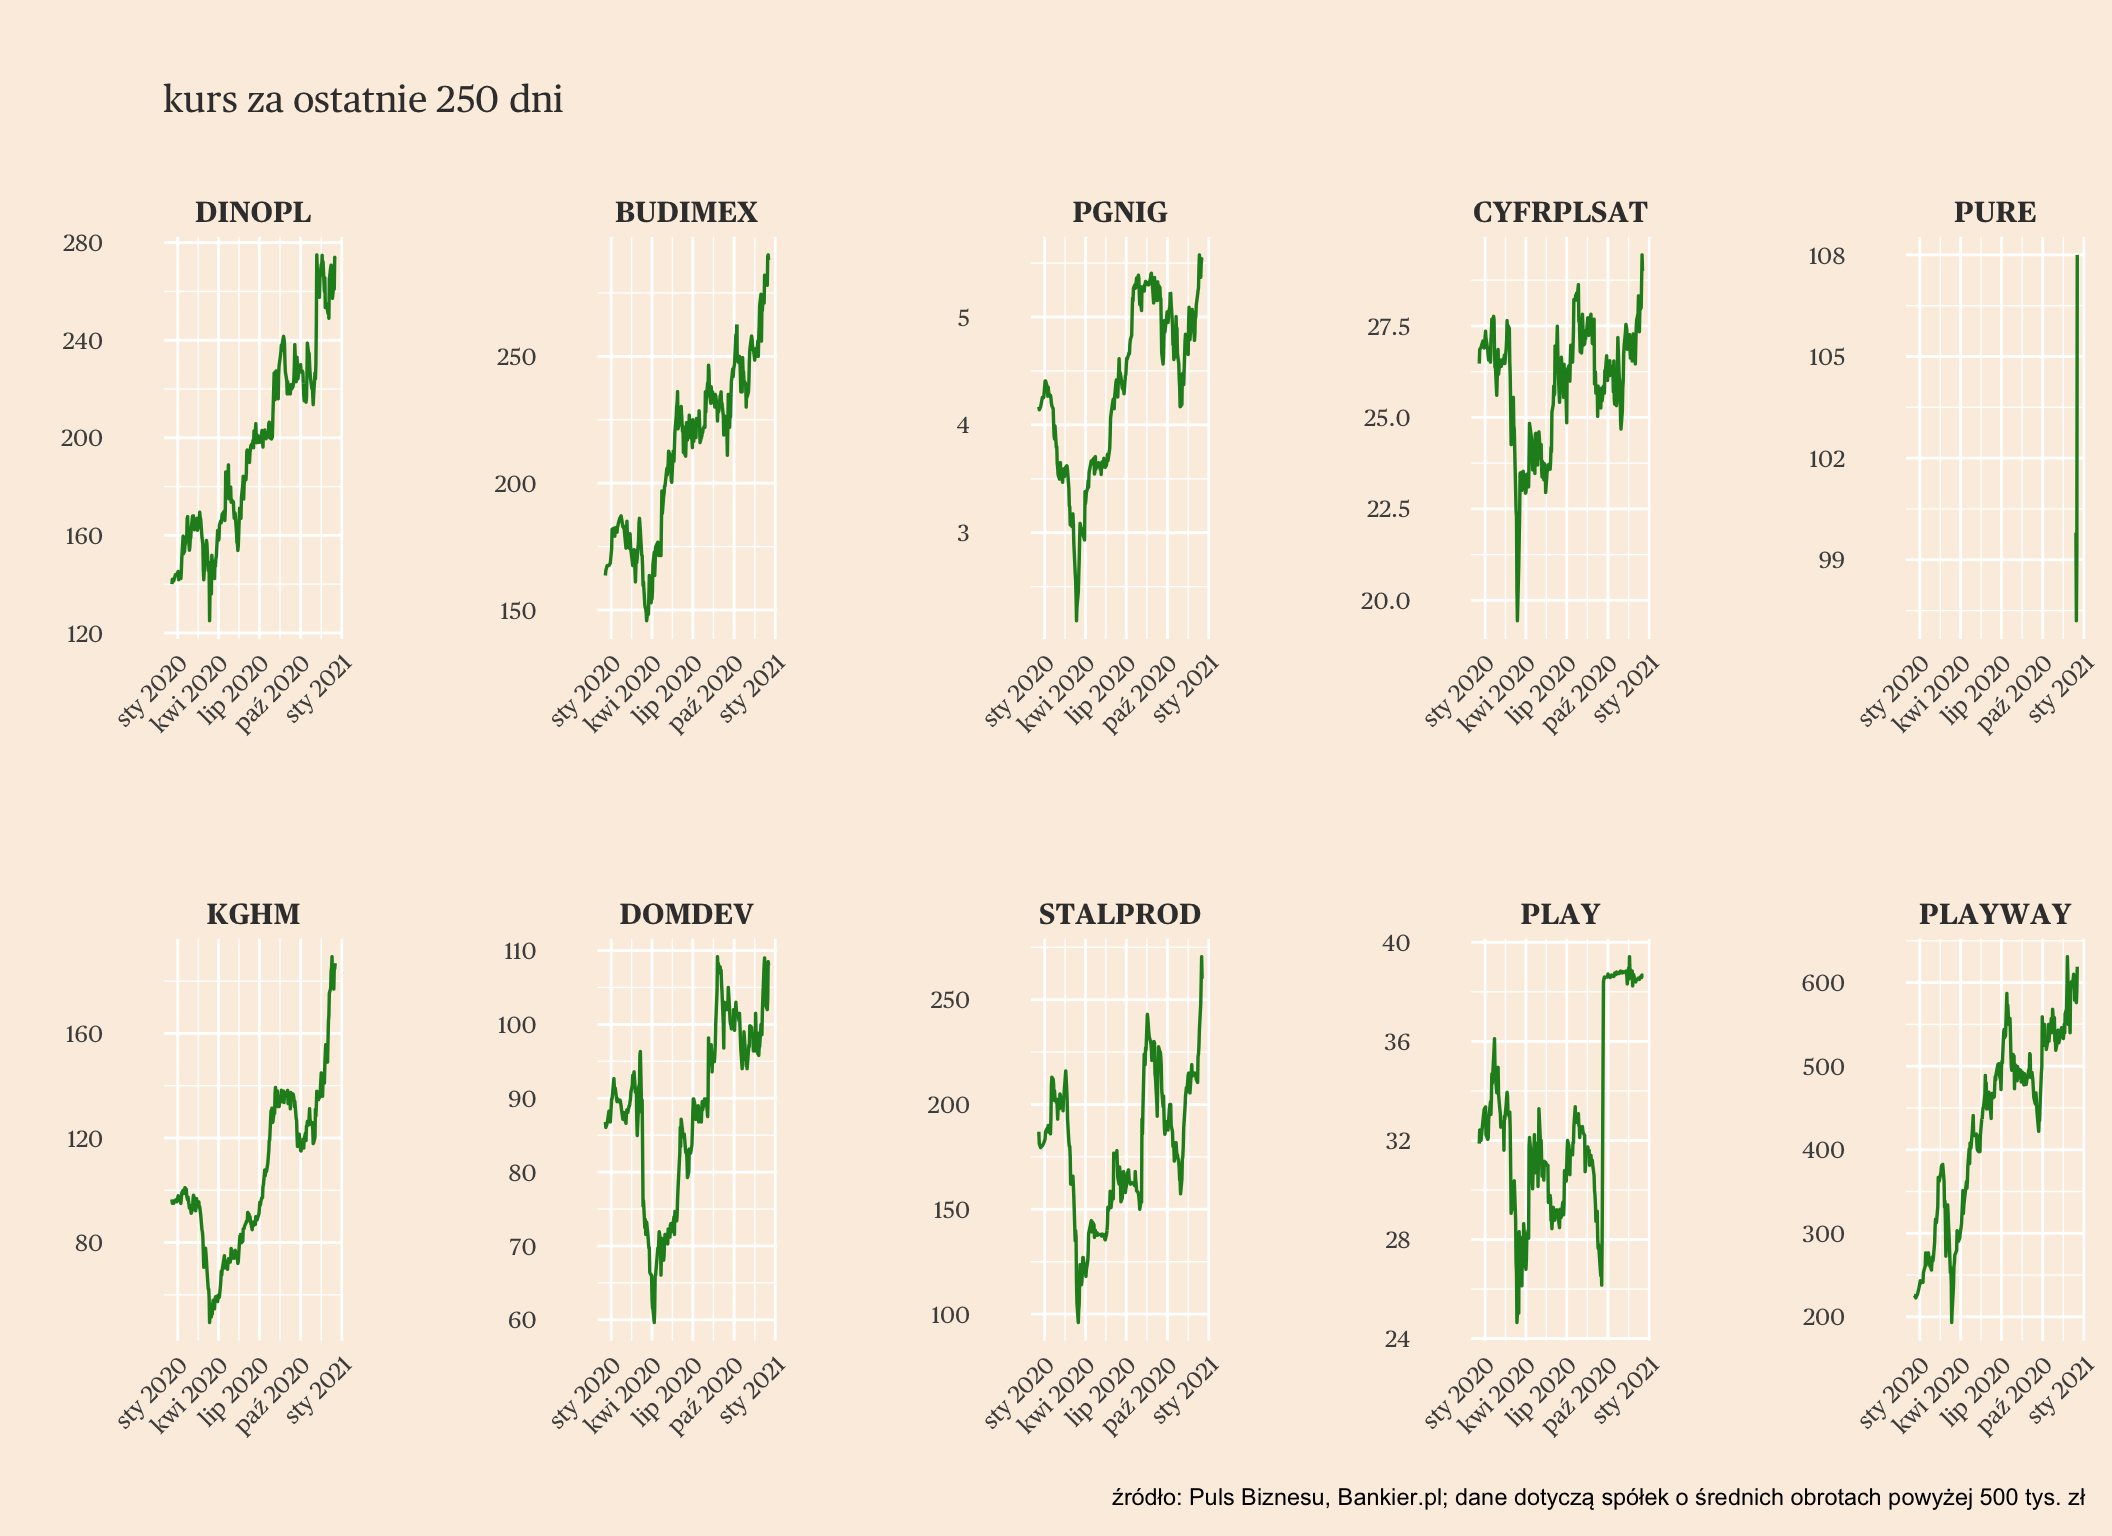 kurs za ostatnie 250 dni
DINOPL
280
240
200
160
120
sty 2020
kwi 2020
lip 2020
paź 2020
sty 2021
BUDIMEX
250
200
150
sty 2020
kwi 2020
lip 2020
paź 2020
sty 2021
PGNIG
5
4
3
sty 2020
kwi 2020
lip 2020
paź 2020
sty 2021
CYFRPLSAT
27.5
25.0
22.5
20.0
sty 2020
kwi 2020
lip 2020
paź 2020
sty 2021
PURE
108
105
102
99
sty 2020
kwi 2020
lip 2020
paź 2020
sty 2021
KGHM
160
120
80
sty 2020
kwi 2020
lip 2020
paź 2020
sty 2021
DOMDEV
110
100
90
80
70
60
sty 2020
kwi 2020
lip 2020
paź 2020
sty 2021
STALPROD
250
200
150
100
sty 2020
kwi 2020
lip 2020
paź 2020
sty 2021
PLAY
40
36
32
28
24
sty 2020
kwi 2020
lip 2020
paź 2020
sty 2021
PLAYWAY
600
500
400
300
200
sty 2020
kwi 2020
lip 2020
paź 2020
sty 2021
źródło: Puls Biznesu, Bankier.pl; dane dotyczą spółek o średnich obrotach powyżej 500 tys. zł